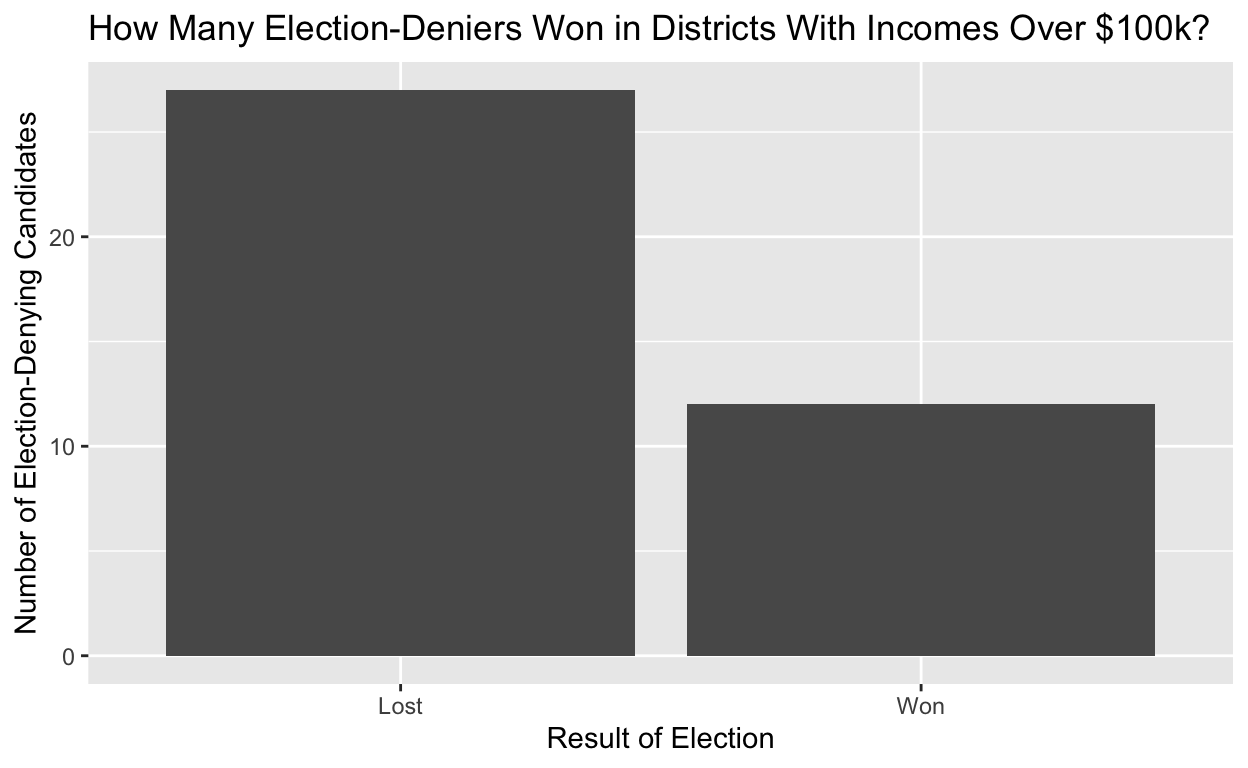 How Many Election-Deniers Won in Districts With Incomes Over $100k?
Number of Election-Denying Candidates
20
10
0
Lost
Won
Result of Election